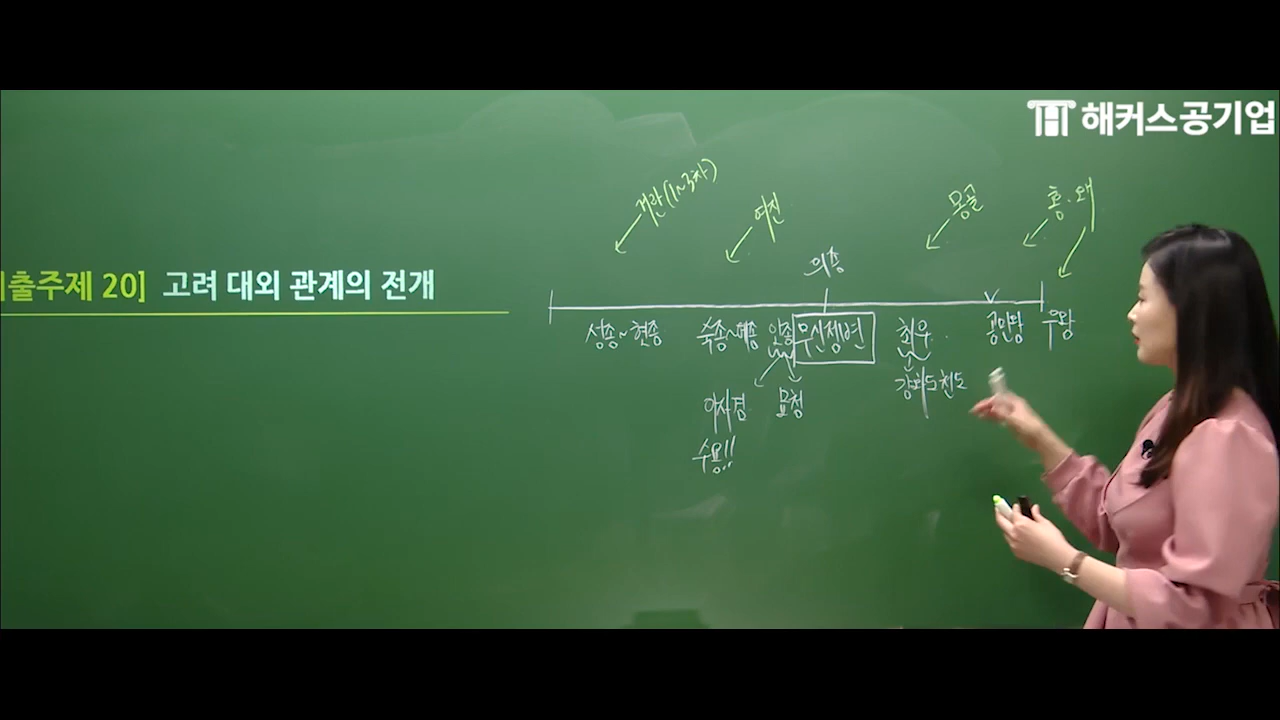 해커스공기업
거란(1~3차)
여진
몽골
홍·왜
의종
출주제 20] 고려 대외 관계의 전개
성종~현종 숙종~예종 인종 무신정변 최우 공민왕 우왕
강화도 천도
이자겸 묘청
수용!!